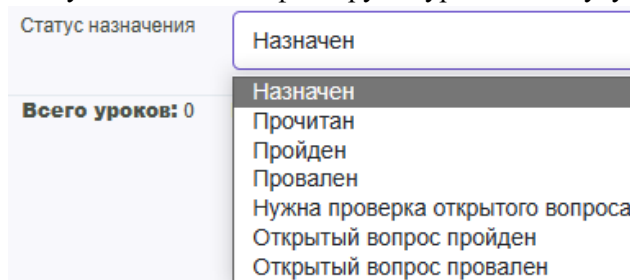 Статус назначения
Назначен
Назначен
Всего уроков: 0
Прочитан
Пройден
Провален
Нужна проверка открытого вопроса
Открытый вопрос пройден
Открытый вопрос провален